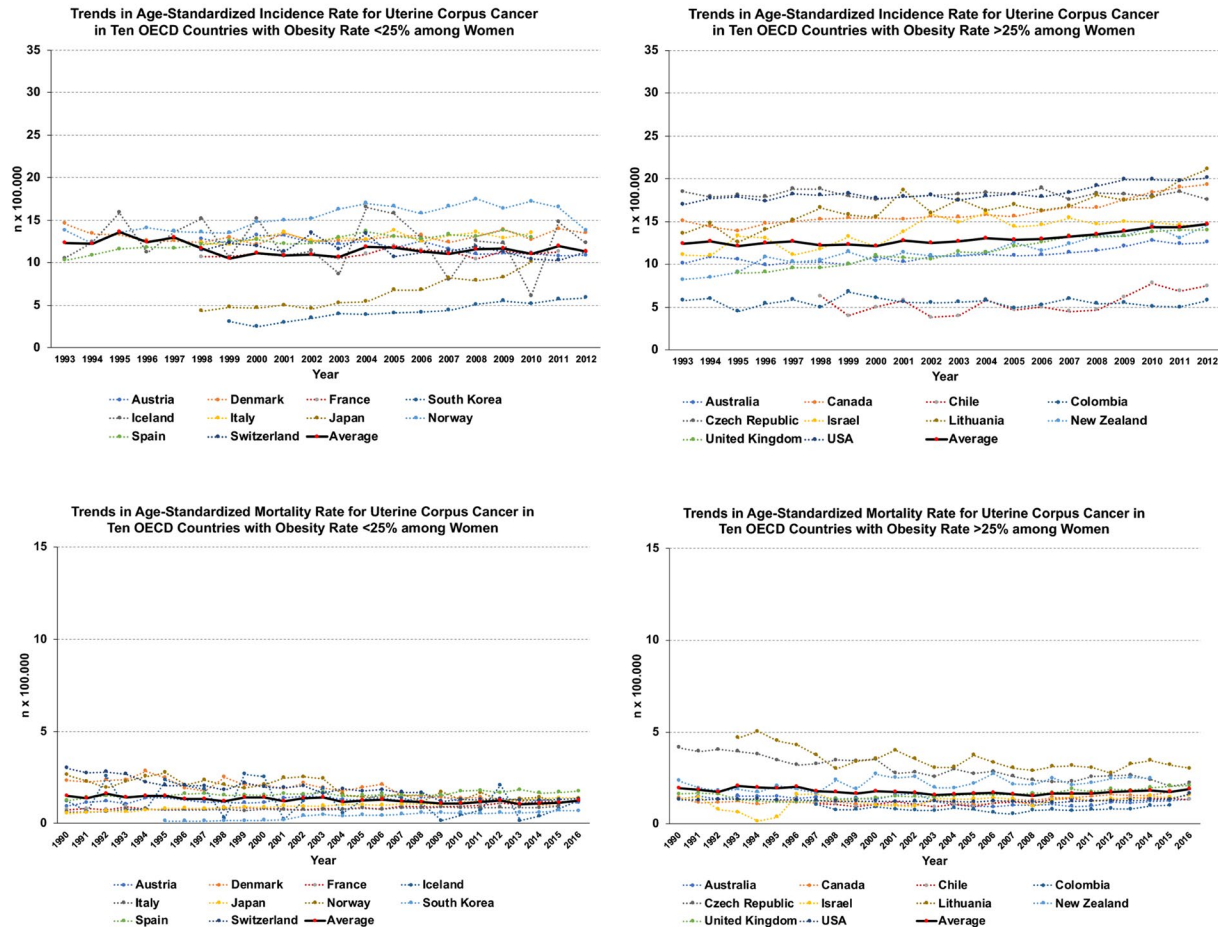 Trends in Age-Standardized Incidence Rate for Uterine Corpus Cancer
in Ten OECD Countries with Obesity Rate <25% among Women
35
30
25
20
15
10
5
0
n x 100.000
1993 1994 1995 1996 1997 1998 1999 2000 2001 2002 2003 2004 2005 2006 2007 2008 2009 2010 2011 2012
Year
Austria Denmark France South Korea
Iceland Italy Japan Norway
Spain Switzerland Average
Trends in Age-Standardized Incidence Rate for Uterine Corpus Cancer
in Ten OECD Countries with Obesity Rate >25% among Women
35
30
25
20
15
10
5
0
n x 100.000
1993 1994 1995 1996 1997 1998 1999 2000 2001 2002 2003 2004 2005 2006 2007 2008 2009 2010 2011 2012
Year
Australia Canada Chile Colombia
Czech Republic Israel Lithuania New Zealand
United Kingdom USA Average
Trends in Age-Standardized Mortality Rate for Uterine Corpus Cancer in
Ten OECD Countries with Obesity Rate <25% among Women
15
10
5
0
n x 100.000
1990 1991 1992 1993 1994 1995 1996 1997 1998 1999 2000 2001 2002 2003 2004 2005 2006 2007 2008 2009 2010 2011 2012 2013 2014 2015 2016
Year
Austria Denmark France Iceland
Italy Japan Norway South Korea
Spain Switzerland Average
Trends in Age-Standardized Mortality Rate for Uterine Corpus Cancer in
Ten OECD Countries with Obesity Rate >25% among Women
15
10
5
0
n x 100.000
1990 1991 1992 1993 1994 1995 1996 1997 1998 1999 2000 2001 2002 2003 2004 2005 2006 2007 2008 2009 2010 2011 2012 2013 2014 2015 2016
Year
Australia Canada Chile Colombia
Czech Republic Israel Lithuania New Zealand
United Kingdom USA Average